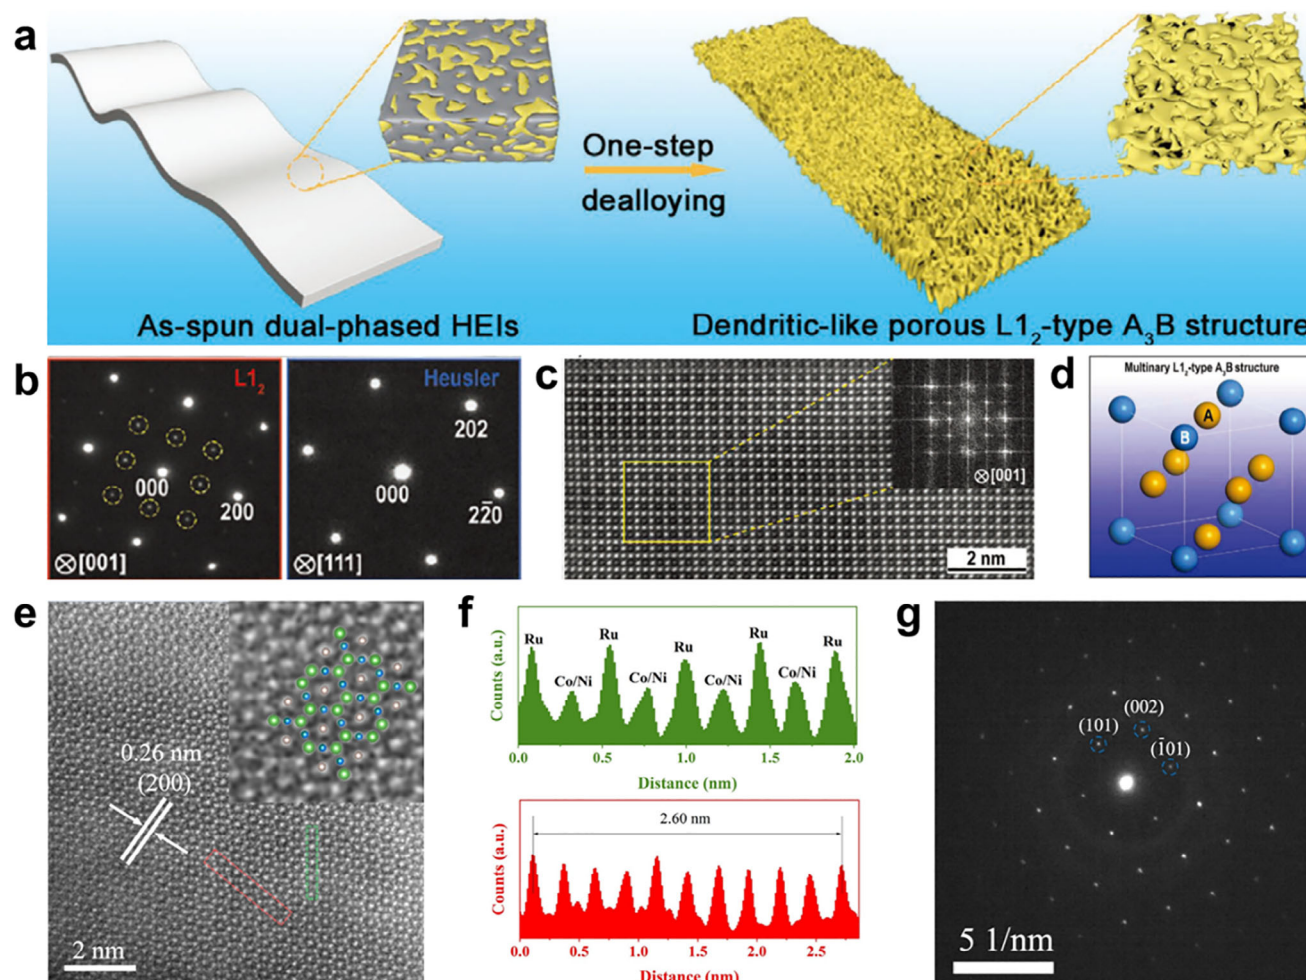 a
One-step
dealloying
As-spun dual-phased HEIs
Dendritic-like porous L1₂-type A₃B structure
b
L1₂
000
200
⊗[001]
Heusler
202
000
22̄0
⊗[111]
c
⊗[001]
2 nm
d
Multinary L1₂-type A₃B structure
A
B
e
0.26 nm
(200)
2 nm
f
Counts (a.u.)
Ru
Co/Ni
Ru
Co/Ni
Ru
Co/Ni
Ru
Co/Ni
Ru
0.0 0.5 1.0 1.5 2.0
Distance (nm)
Counts (a.u.)
2.60 nm
0.0 0.5 1.0 1.5 2.0 2.5
Distance (nm)
g
(002)
(101)
(1̄01)
5 1/nm